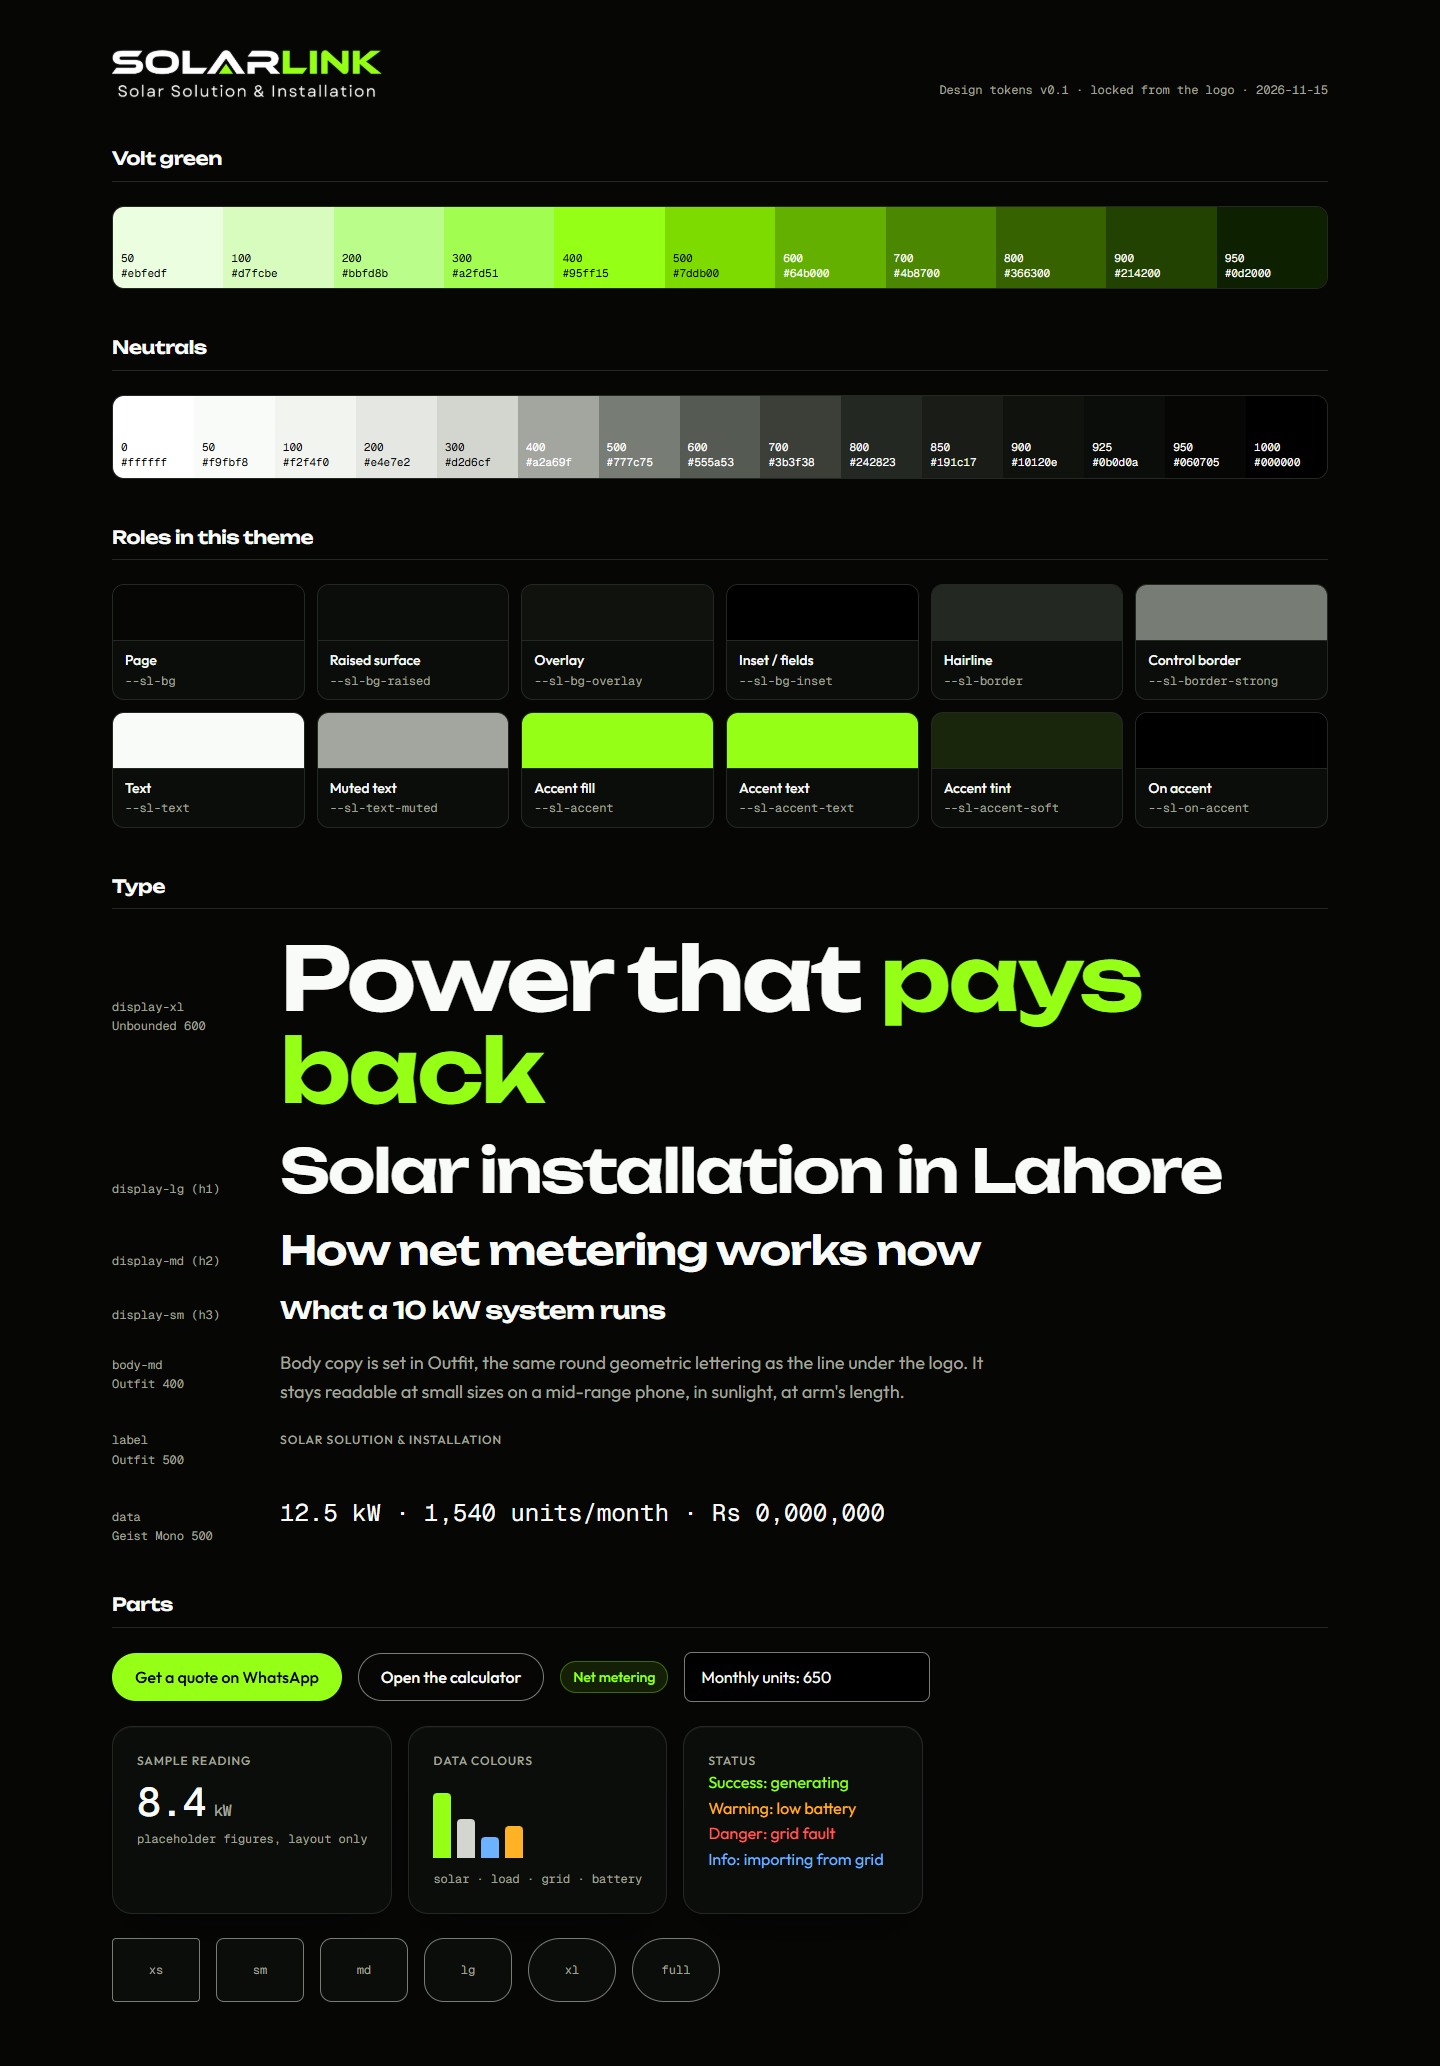 SOLARLINK
Solar Solution & Installation
Design tokens v0.1 · locked from the logo · 2026-11-15
Volt green
50
#ebfedf
100
#d7fcbe
200
#bbfd8b
300
#a2fd51
400
#95ff15
500
#7ddb00
600
#64b000
700
#4b8700
800
#366300
900
#214200
950
#0d2000
Neutrals
0
#ffffff
50
#f9fbf8
100
#f2f4f0
200
#e4e7e2
300
#d2d6cf
400
#a2a69f
500
#777c75
600
#555a53
700
#3b3f38
800
#242823
850
#191c17
900
#10120e
925
#0b0d0a
950
#060705
1000
#000000
Roles in this theme
Page
--sl-bg
Raised surface
--sl-bg-raised
Overlay
--sl-bg-overlay
Inset / fields
--sl-bg-inset
Hairline
--sl-border
Control border
--sl-border-strong
Text
--sl-text
Muted text
--sl-text-muted
Accent fill
--sl-accent
Accent text
--sl-accent-text
Accent tint
--sl-accent-soft
On accent
--sl-on-accent
Type
display-xl
Unbounded 600
Power that pays
back
display-lg (h1)
Solar installation in Lahore
display-md (h2)
How net metering works now
display-sm (h3)
What a 10 kW system runs
body-md
Outfit 400
Body copy is set in Outfit, the same round geometric lettering as the line under the logo. It
stays readable at small sizes on a mid-range phone, in sunlight, at arm's length.
label
Outfit 500
SOLAR SOLUTION & INSTALLATION
data
Geist Mono 500
12.5 kW · 1,540 units/month · Rs 0,000,000
Parts
Get a quote on WhatsApp
Open the calculator
Net metering
Monthly units: 650
SAMPLE READING
8.4 kW
placeholder figures, layout only
DATA COLOURS
solar · load · grid · battery
STATUS
Success: generating
Warning: low battery
Danger: grid fault
Info: importing from grid
xs
sm
md
lg
xl
full